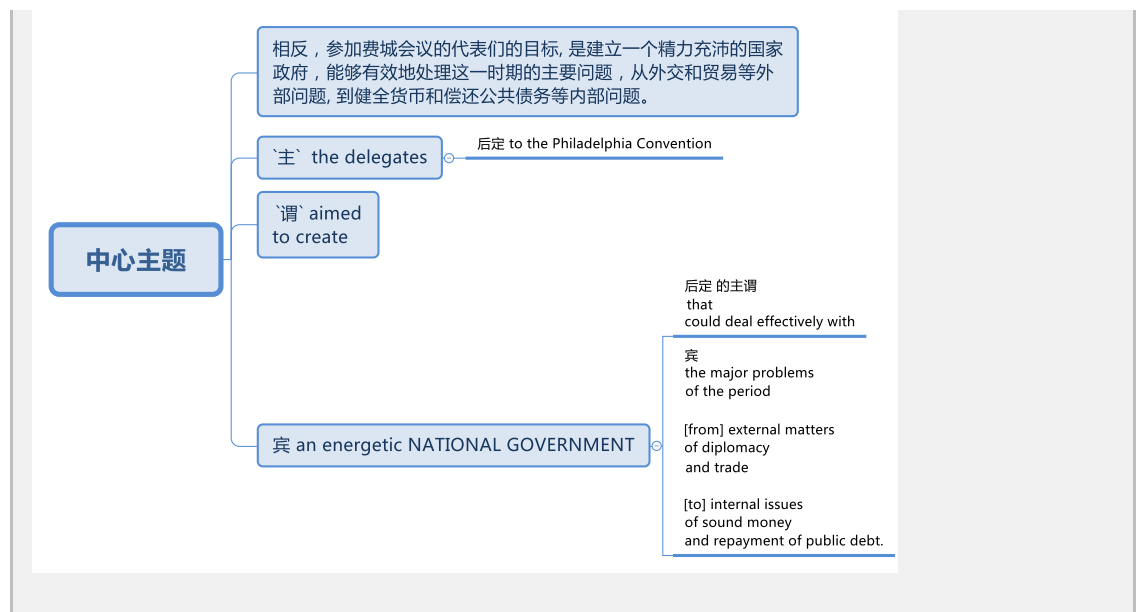 相反，参加费城会议的代表们的目标, 是建立一个精力充沛的国家
政府，能够有效地处理这一时期的主要问题，从外交和贸易等外
部问题, 到健全货币和偿还公共债务等内部问题。
`主` the delegates
后定 to the Philadelphia Convention
`谓` aimed
to create
中心主题
后定 的主谓
that
could deal effectively with
宾
the major problems
of the period
[from] external matters
of diplomacy
and trade
[to] internal issues
of sound money
and repayment of public debt.
宾 an energetic NATIONAL GOVERNMENT